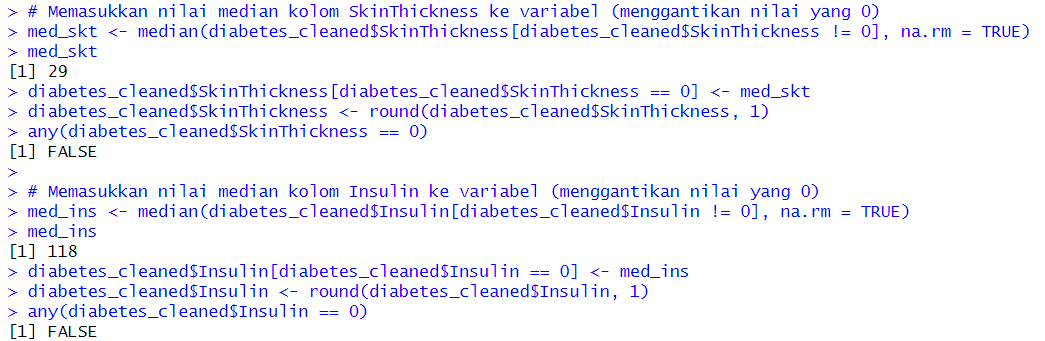 > # Memasukkan nilai median kolom SkinThickness ke variabel (menggantikan nilai yang 0)
> med_skt <- median(diabetes_cleaned$SkinThickness[diabetes_cleaned$SkinThickness != 0], na.rm = TRUE)
> med_skt
[1] 29
> diabetes_cleaned$SkinThickness[diabetes_cleaned$SkinThickness == 0] <- med_skt
> diabetes_cleaned$SkinThickness <- round(diabetes_cleaned$SkinThickness, 1)
> any(diabetes_cleaned$SkinThickness == 0)
[1] FALSE
>
> # Memasukkan nilai median kolom Insulin ke variabel (menggantikan nilai yang 0)
> med_ins <- median(diabetes_cleaned$Insulin[diabetes_cleaned$Insulin != 0], na.rm = TRUE)
> med_ins
[1] 118
> diabetes_cleaned$Insulin[diabetes_cleaned$Insulin == 0] <- med_ins
> diabetes_cleaned$Insulin <- round(diabetes_cleaned$Insulin, 1)
> any(diabetes_cleaned$Insulin == 0)
[1] FALSE